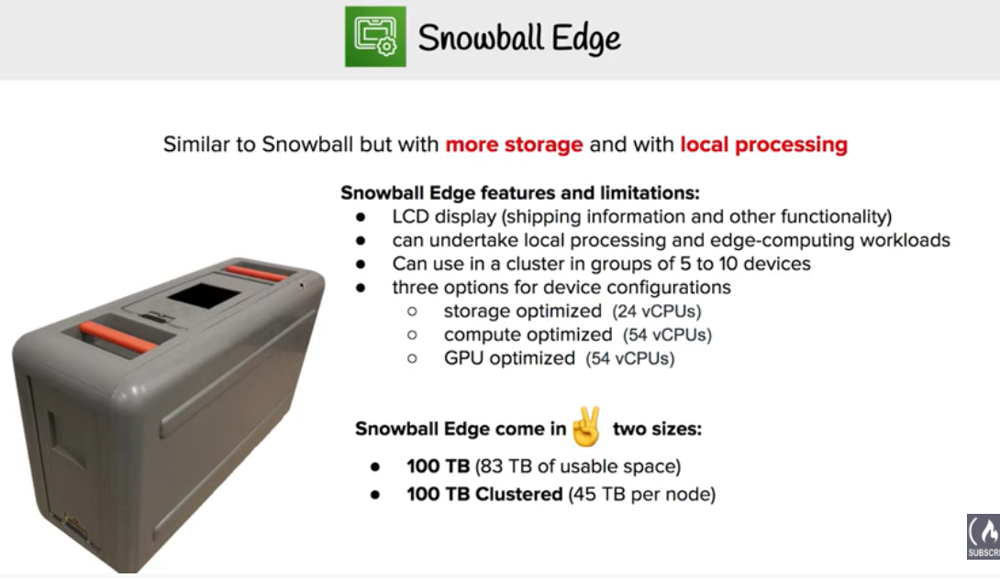 Snowball Edge
Similar to Snowball but with more storage and with local processing
Snowball Edge features and limitations:
● LCD display (shipping information and other functionality)
● can undertake local processing and edge-computing workloads
● Can use in a cluster in groups of 5 to 10 devices
● three options for device configurations
○ storage optimized (24 vCPUs)
○ compute optimized (54 vCPUs)
○ GPU optimized (54 vCPUs)
Snowball Edge come in ✌️ two sizes:
● 100 TB (83 TB of usable space)
● 100 TB Clustered (45 TB per node)
SUBSCRI